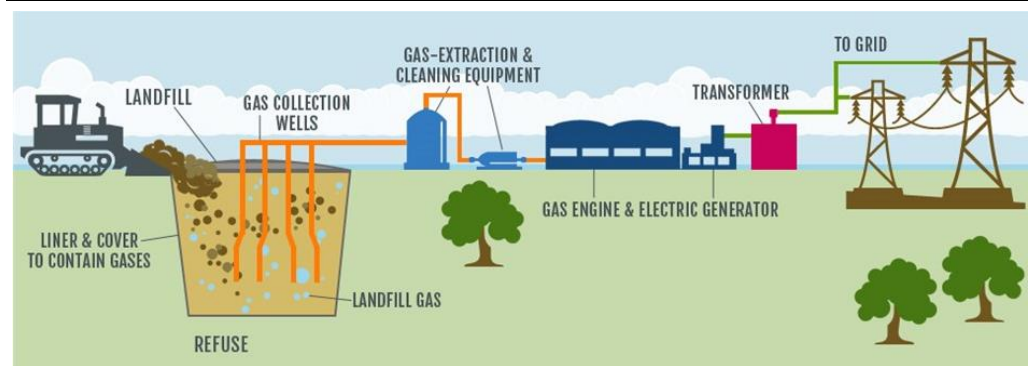 LANDFILL
GAS COLLECTION
WELLS
GAS-EXTRACTION &
CLEANING EQUIPMENT
TRANSFORMER
TO GRID
GAS ENGINE & ELECTRIC GENERATOR
LINER & COVER
TO CONTAIN GASES
LANDFILL GAS
REFUSE